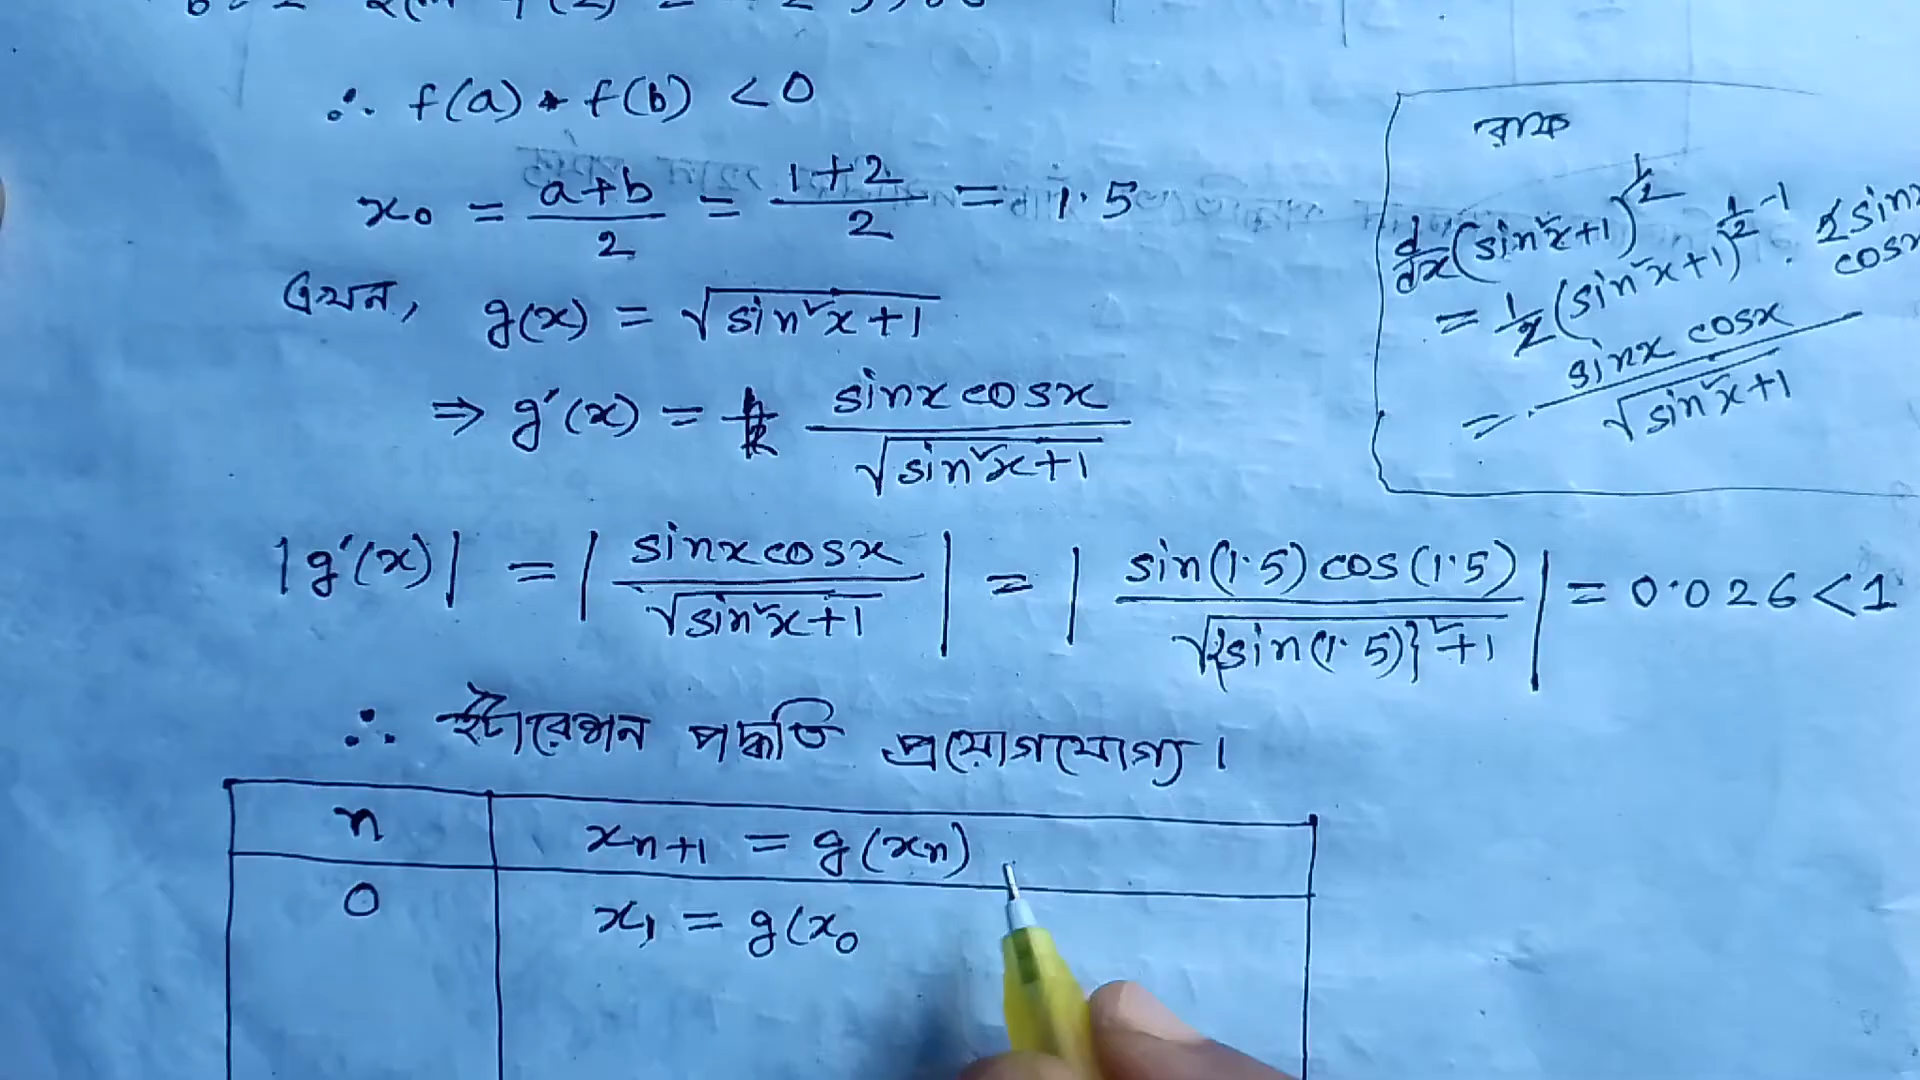 ∴ f(a) * f(b) < 0
x₀ = (a+b)/2 = (1+2)/2 = 1.5
এখন, g(x) = √(sin²x+1)
⇒ g′(x) = sinx cosx / √(sin²x+1)
|g′(x)| = | sinx cosx / √(sin²x+1) | = | sin(1.5) cos(1.5) / √({sin(1.5)}²+1) | = 0.026 < 1
∴ ইটারেশন পদ্ধতি প্রয়োগযোগ্য।
n xₙ₊₁ = g(xₙ)
0 x₁ = g(x₀
রাফ
d/dx (sin²x+1)^(1/2)
= 1/2 (sin²x+1)^(1/2 -1) . 2 sinx cosx
= sinx cosx / √(sin²x+1)